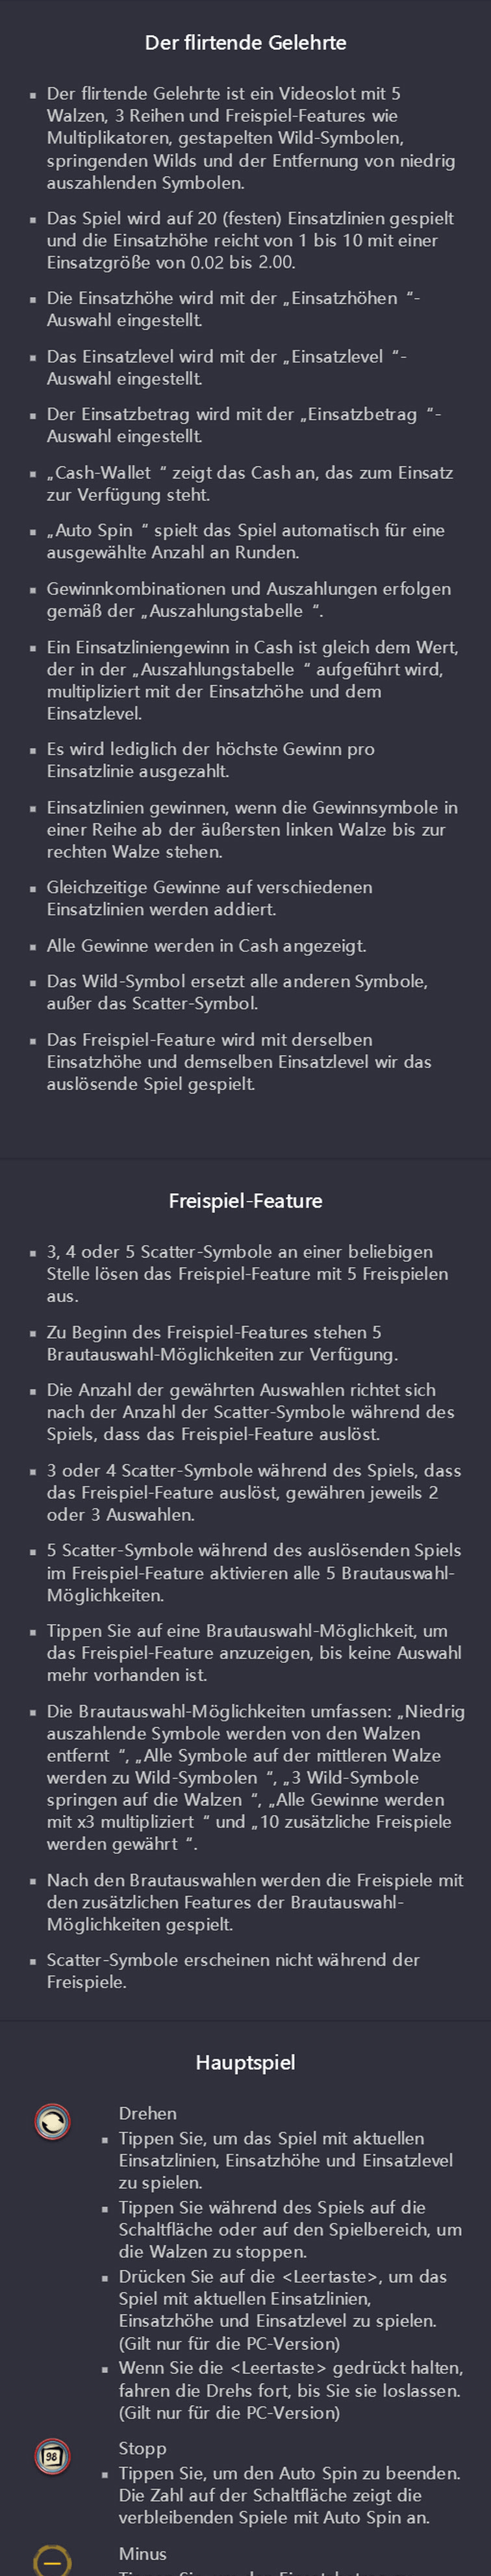 Der flirtende Gelehrte
Der flirtende Gelehrte ist ein Videoslot mit 5
Walzen, 3 Reihen und Freispiel-Features wie
Multiplikatoren, gestapelten Wild-Symbolen,
springenden Wilds und der Entfernung von niedrig
auszahlenden Symbolen.
Das Spiel wird auf 20 (festen) Einsatzlinien gespielt
und die Einsatzhöhe reicht von 1 bis 10 mit einer
Einsatzgröße von 0.02 bis 2.00.
Die Einsatzhöhe wird mit der „Einsatzhöhen “-
Auswahl eingestellt.
Das Einsatzlevel wird mit der „Einsatzlevel “-
Auswahl eingestellt.
Der Einsatzbetrag wird mit der „Einsatzbetrag “-
Auswahl eingestellt.
„Cash-Wallet “ zeigt das Cash an, das zum Einsatz
zur Verfügung steht.
„Auto Spin “ spielt das Spiel automatisch für eine
ausgewählte Anzahl an Runden.
Gewinnkombinationen und Auszahlungen erfolgen
gemäß der „Auszahlungstabelle “.
Ein Einsatzliniengewinn in Cash ist gleich dem Wert,
der in der „Auszahlungstabelle “ aufgeführt wird,
multipliziert mit der Einsatzhöhe und dem
Einsatzlevel.
Es wird lediglich der höchste Gewinn pro
Einsatzlinie ausgezahlt.
Einsatzlinien gewinnen, wenn die Gewinnsymbole in
einer Reihe ab der äußersten linken Walze bis zur
rechten Walze stehen.
Gleichzeitige Gewinne auf verschiedenen
Einsatzlinien werden addiert.
Alle Gewinne werden in Cash angezeigt.
Das Wild-Symbol ersetzt alle anderen Symbole,
außer das Scatter-Symbol.
Das Freispiel-Feature wird mit derselben
Einsatzhöhe und demselben Einsatzlevel wir das
auslösende Spiel gespielt.
Freispiel-Feature
3, 4 oder 5 Scatter-Symbole an einer beliebigen
Stelle lösen das Freispiel-Feature mit 5 Freispielen
aus.
Zu Beginn des Freispiel-Features stehen 5
Brautauswahl-Möglichkeiten zur Verfügung.
Die Anzahl der gewährten Auswahlen richtet sich
nach der Anzahl der Scatter-Symbole während des
Spiels, dass das Freispiel-Feature auslöst.
3 oder 4 Scatter-Symbole während des Spiels, dass
das Freispiel-Feature auslöst, gewähren jeweils 2
oder 3 Auswahlen.
5 Scatter-Symbole während des auslösenden Spiels
im Freispiel-Feature aktivieren alle 5 Brautauswahl-
Möglichkeiten.
Tippen Sie auf eine Brautauswahl-Möglichkeit, um
das Freispiel-Feature anzuzeigen, bis keine Auswahl
mehr vorhanden ist.
Die Brautauswahl-Möglichkeiten umfassen: „Niedrig
auszahlende Symbole werden von den Walzen
entfernt “, „Alle Symbole auf der mittleren Walze
werden zu Wild-Symbolen “, „3 Wild-Symbole
springen auf die Walzen “, „Alle Gewinne werden
mit x3 multipliziert “ und „10 zusätzliche Freispiele
werden gewährt “.
Nach den Brautauswahlen werden die Freispiele mit
den zusätzlichen Features der Brautauswahl-
Möglichkeiten gespielt.
Scatter-Symbole erscheinen nicht während der
Freispiele.
Hauptspiel
Drehen
Tippen Sie, um das Spiel mit aktuellen
Einsatzlinien, Einsatzhöhe und Einsatzlevel
zu spielen.
Tippen Sie während des Spiels auf die
Schaltfläche oder auf den Spielbereich, um
die Walzen zu stoppen.
Drücken Sie auf die <Leertaste>, um das
Spiel mit aktuellen Einsatzlinien,
Einsatzhöhe und Einsatzlevel zu spielen.
(Gilt nur für die PC-Version)
Wenn Sie die <Leertaste> gedrückt halten,
fahren die Drehs fort, bis Sie sie loslassen.
(Gilt nur für die PC-Version)
98
Stopp
Tippen Sie, um den Auto Spin zu beenden.
Die Zahl auf der Schaltfläche zeigt die
verbleibenden Spiele mit Auto Spin an.
Minus